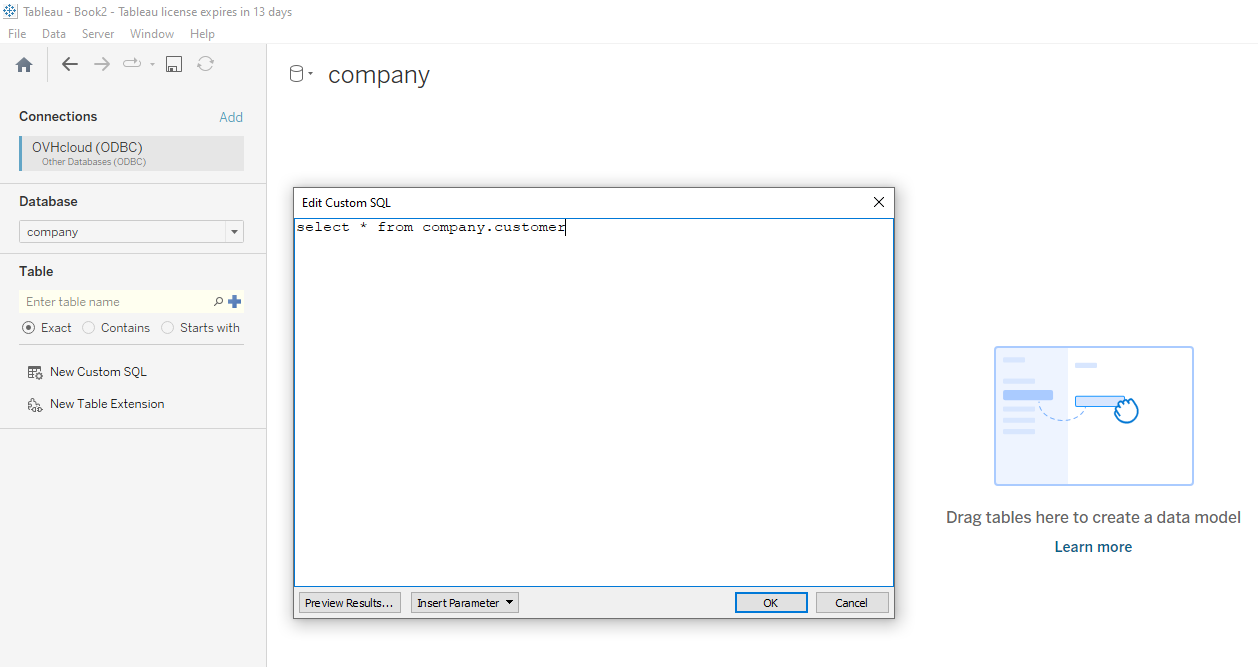 Tableau - Book2 - Tableau license expires in 13 days
File Data Server Window Help
company
Connections Add
OVHcloud (ODBC)
Other Databases (ODBC)
Database
company
Table
Enter table name
Exact Contains Starts with
New Custom SQL
New Table Extension
Edit Custom SQL
select * from company.customer
Preview Results... Insert Parameter OK Cancel
Drag tables here to create a data model
Learn more